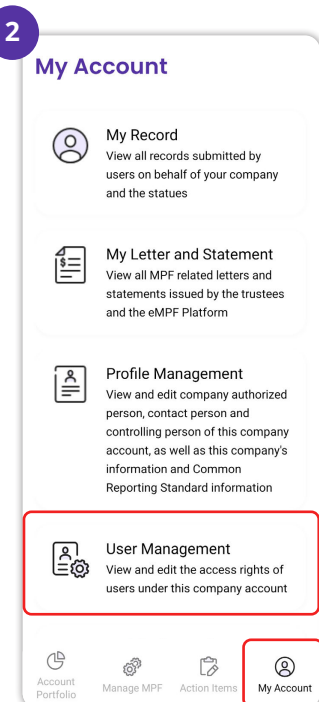 2
My Account
My Record
View all records submitted by
users on behalf of your company
and the statues
My Letter and Statement
View all MPF related letters and
statements issued by the trustees
and the eMPF Platform
Profile Management
View and edit company authorized
person, contact person and
controlling person of this company
account, as well as this company's
information and Common
Reporting Standard information
User Management
View and edit the access rights of
users under this company account
Account
Portfolio
Manage MPF
Action Items
My Account